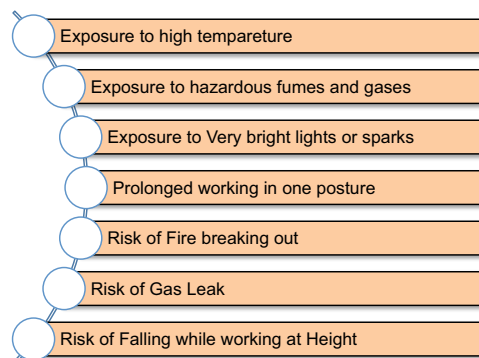 Exposure to high tempareture
Exposure to hazardous fumes and gases
Exposure to Very bright lights or sparks
Prolonged working in one posture
Risk of Fire breaking out
Risk of Gas Leak
Risk of Falling while working at Height